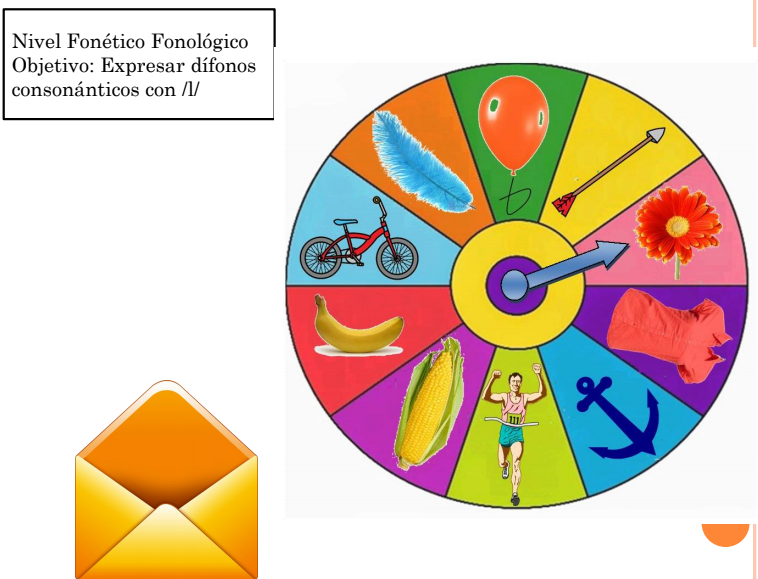 Nivel Fonético Fonológico
Objetivo: Expresar dífonos
consonánticos con /l/